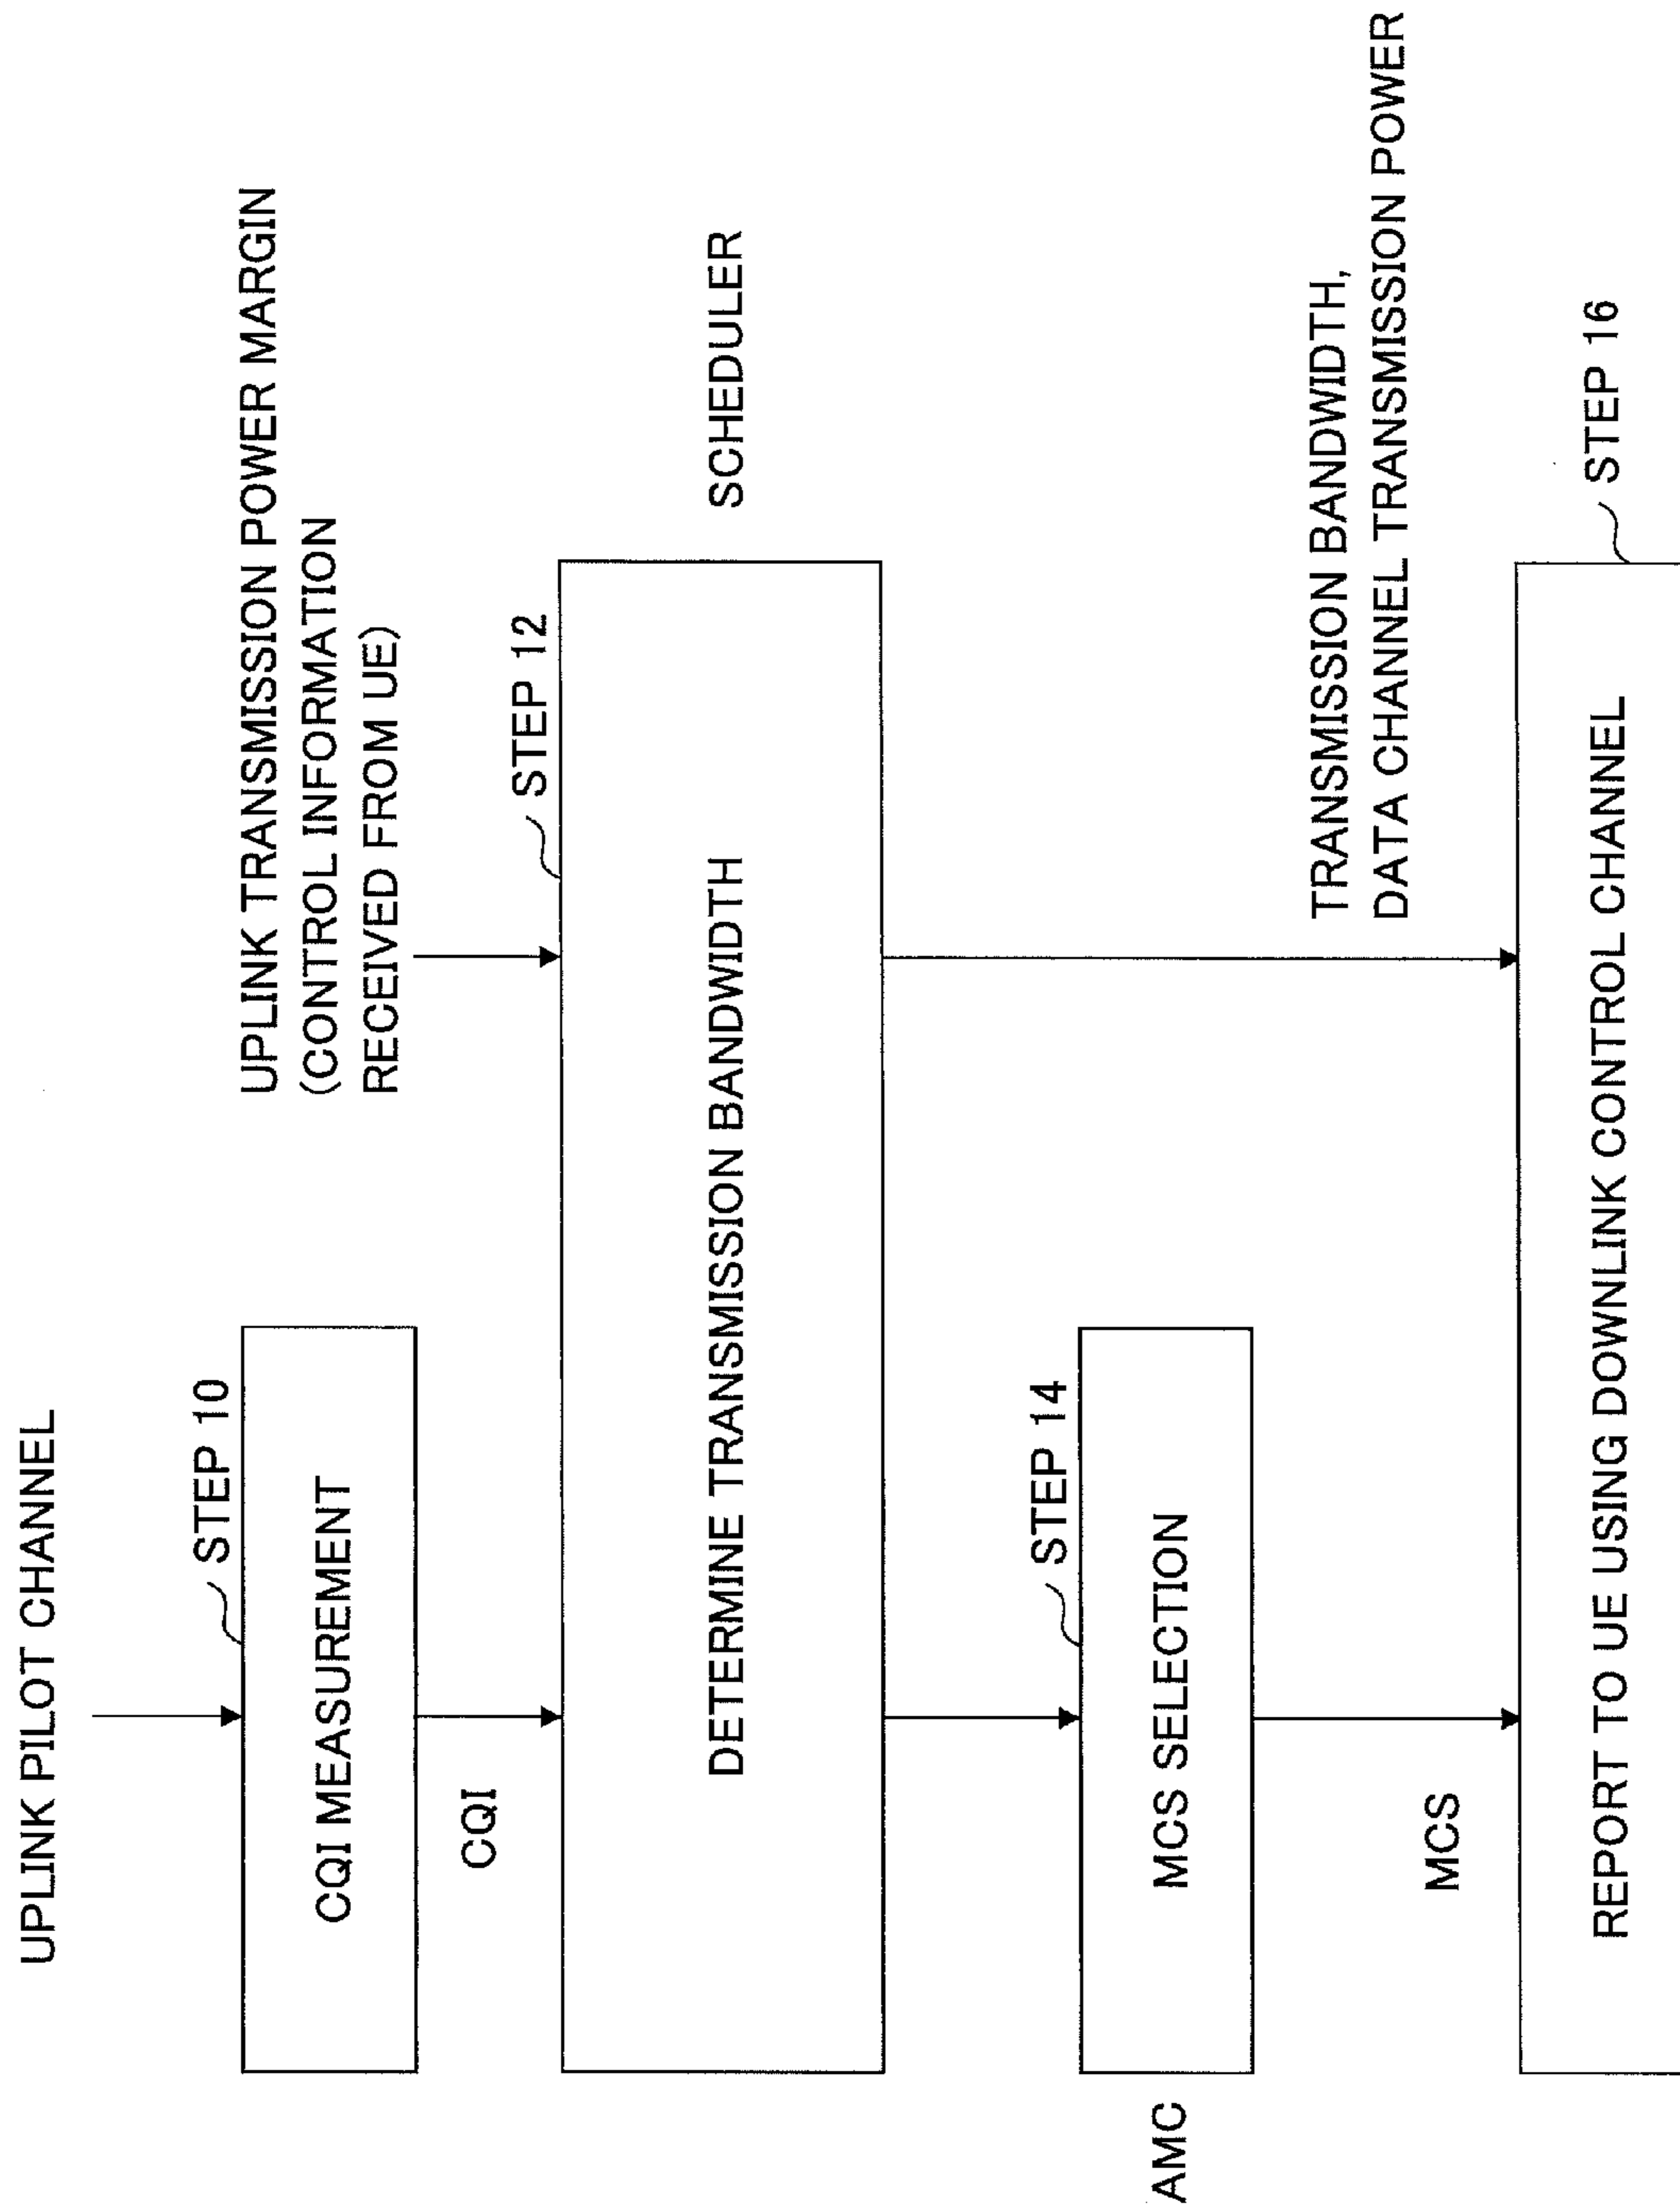 UPLINK PILOT CHANNEL
STEP 10
CQI MEASUREMENT
CQI
UPLINK TRANSMISSION POWER MARGIN
(CONTROL INFORMATION
RECEIVED FROM UE)
STEP 12
DETERMINE TRANSMISSION BANDWIDTH
SCHEDULER
STEP 14
AMC
MCS SELECTION
MCS
TRANSMISSION BANDWIDTH,
DATA CHANNEL TRANSMISSION POWER
STEP 16
REPORT TO UE USING DOWNLINK CONTROL CHANNEL